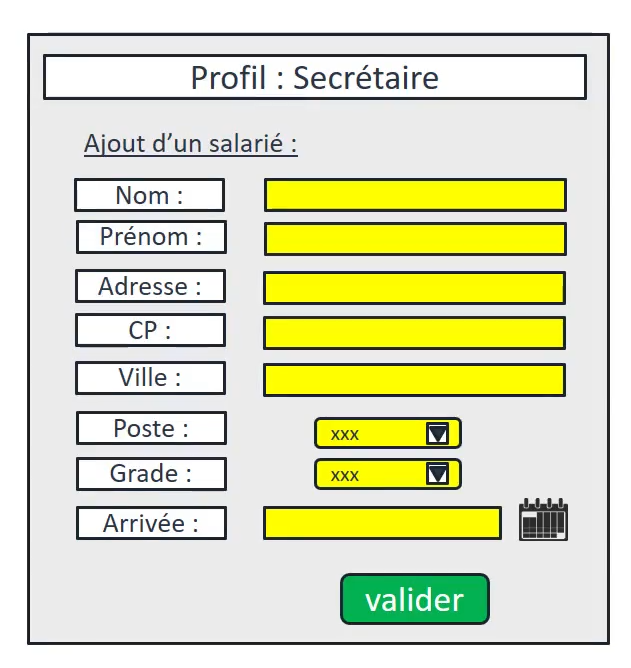 Profil : Secrétaire
Ajout d’un salarié :
Nom :
Prénom :
Adresse :
CP :
Ville :
Poste :
xxx
Grade :
xxx
Arrivée :
valider